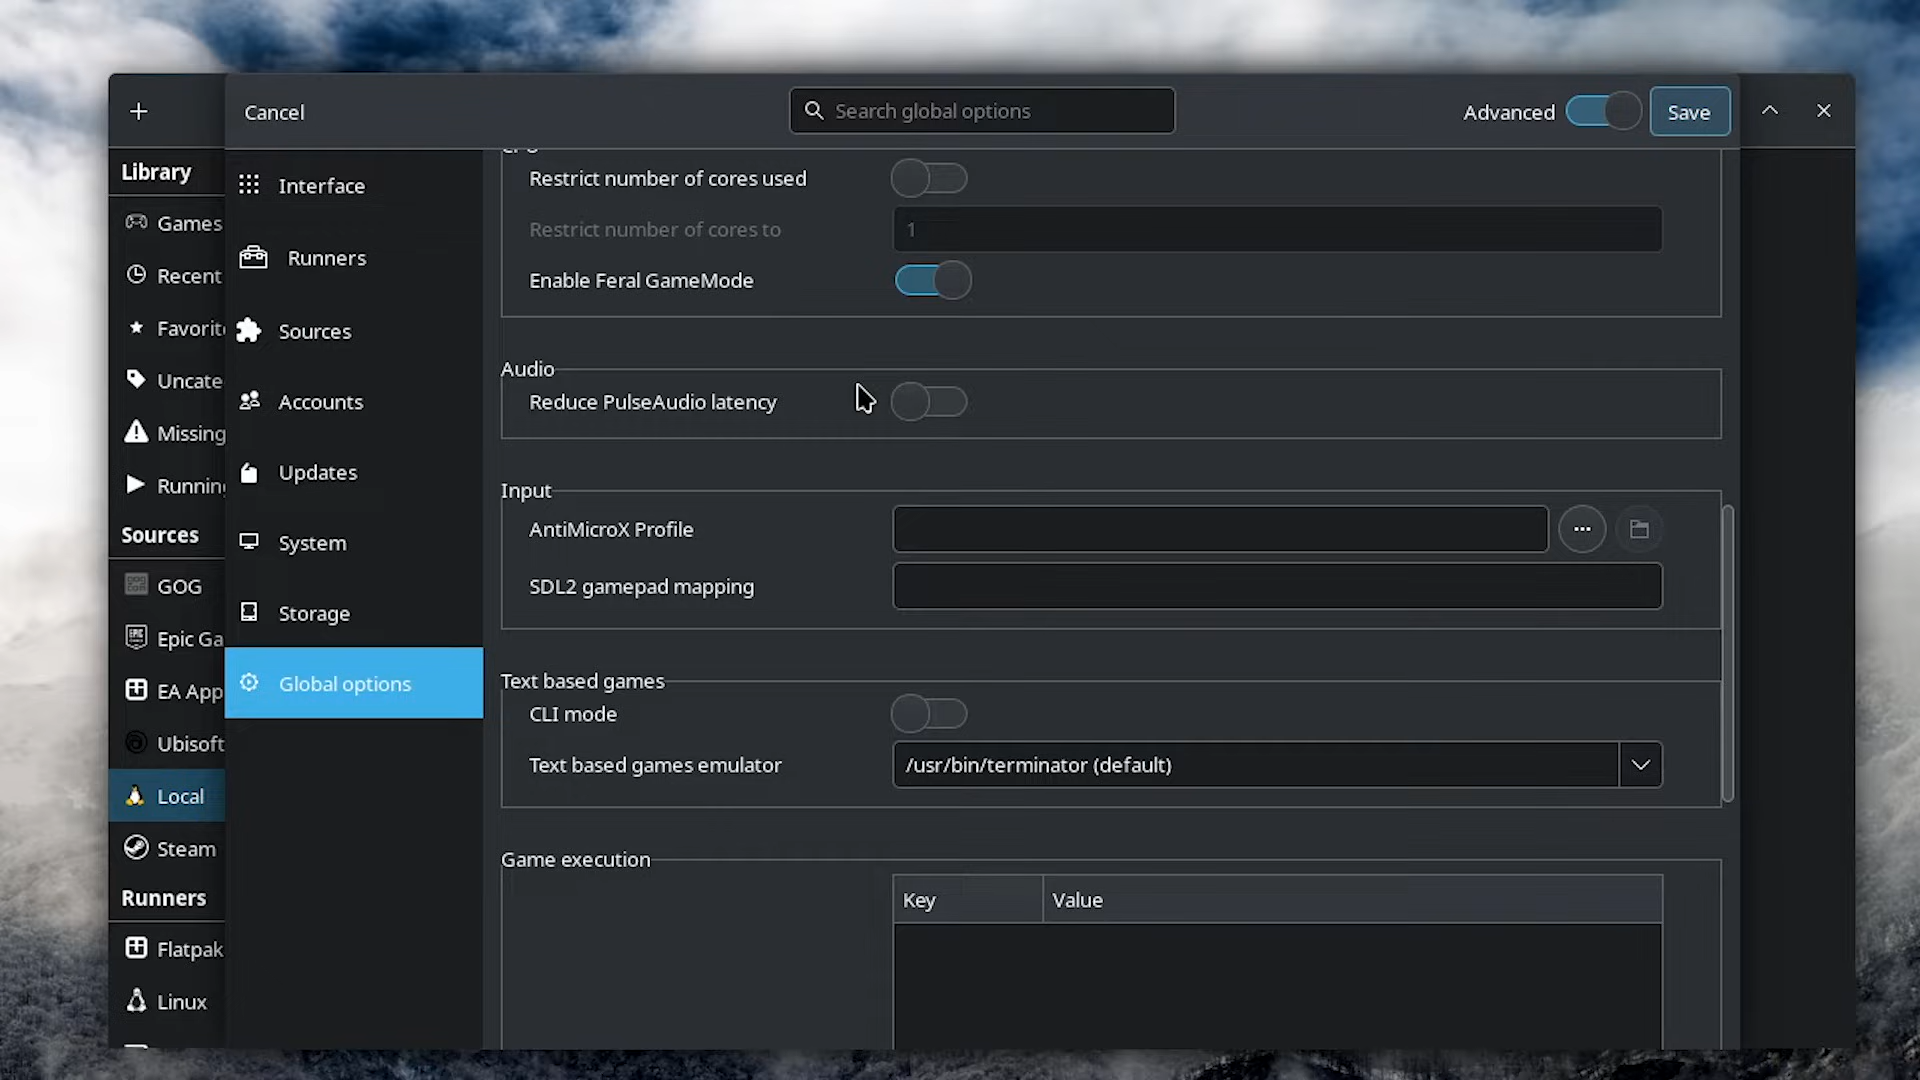 Cancel
Search global options
Advanced
Save
Library
Games
Recent
Favorit
Uncate
Missing
Running
Sources
GOG
EPIC
Epic Ga
EA App
Ubisoft
Local
Steam
Runners
Flatpak
Linux
Interface
Runners
Sources
Accounts
Updates
System
Storage
Global options
Restrict number of cores used
Restrict number of cores to
1
Enable Feral GameMode
Audio
Reduce PulseAudio latency
Input
AntiMicroX Profile
SDL2 gamepad mapping
Text based games
CLI mode
Text based games emulator
/usr/bin/terminator (default)
Game execution
Key
Value